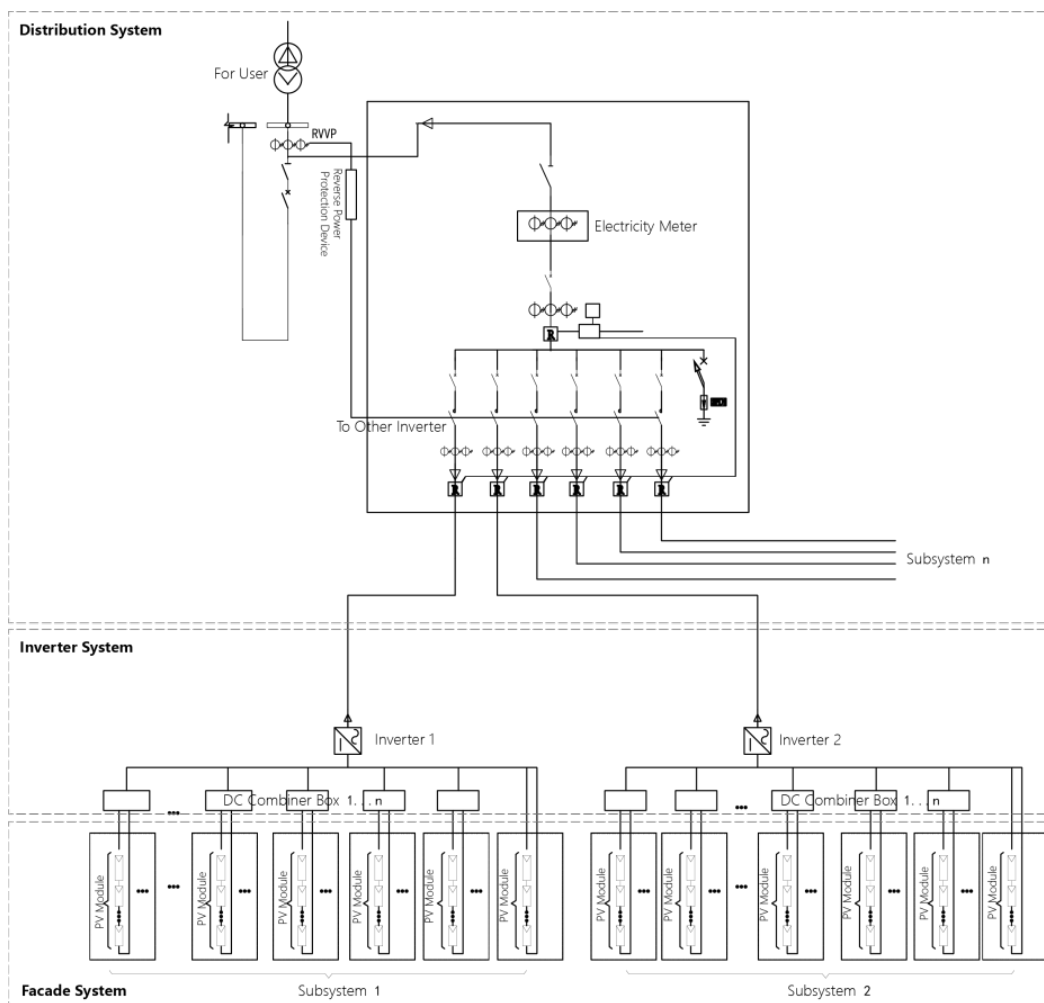 Distribution System
For User
RVVP
Reverse Power
Protection Device
Electricity Meter
R
To Other Inverter
R R R R R R
Subsystem n
Inverter System
Inverter 1
Inverter 2
DC Combiner Box 1...n
DC Combiner Box 1...n
PV Module
PV Module
PV Module
PV Module
PV Module
PV Module
PV Module
PV Module
PV Module
PV Module
PV Module
PV Module
Facade System
Subsystem 1
Subsystem 2